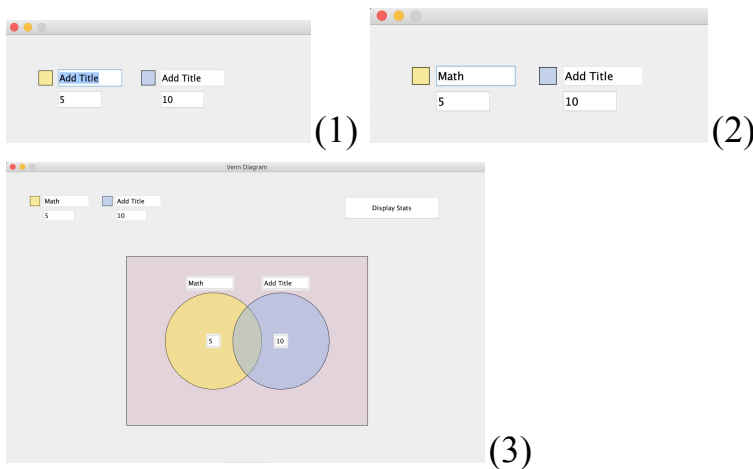 Add Title Add Title
5 10
(1)
Math Add Title
5 10
(2)
Venn Diagram
Math Add Title
5 10
Display Stats
Math Add Title
5 10
(3)